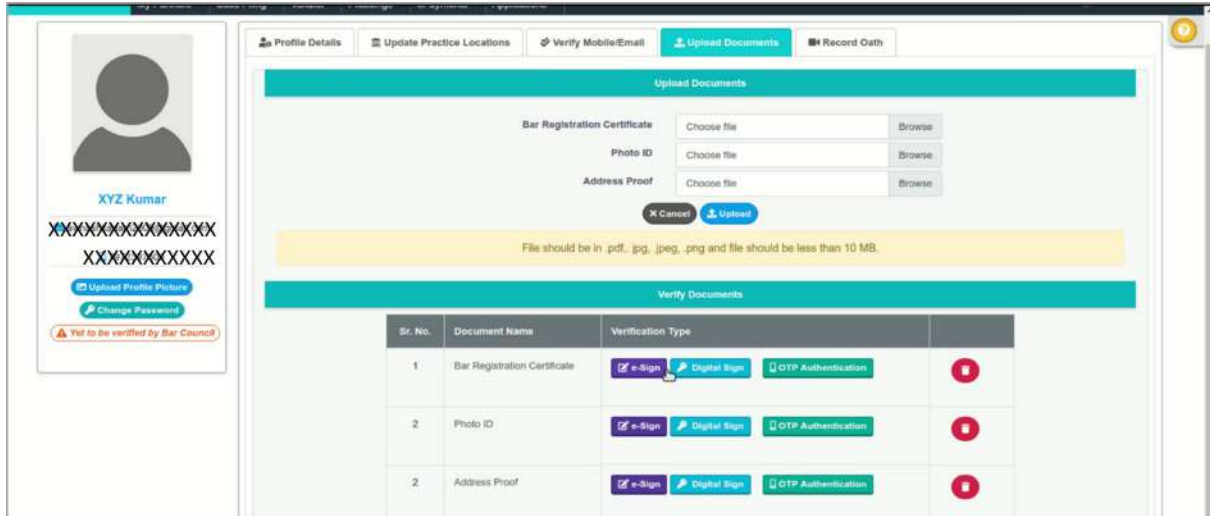 Profile Details Update Practice Locations Verify Mobile/Email Upload Documents Record Oath
Upload Documents
Bar Registration Certificate Choose file Browse
Photo ID Choose file Browse
Address Proof Choose file Browse
Cancel Upload
File should be in .pdf,. jpg, .jpeg, .png and file should be less than 10 MB.
XYZ Kumar
XXXXXXXXXX
Upload Profile Picture
Change Password
Yet to be verified by Bar Council
Verify Documents
Sr. No. Document Name Verification Type
1 Bar Registration Certificate e-Sign Digital Sign OTP Authentication
2 Photo ID e-Sign Digital Sign OTP Authentication
2 Address Proof e-Sign Digital Sign OTP Authentication